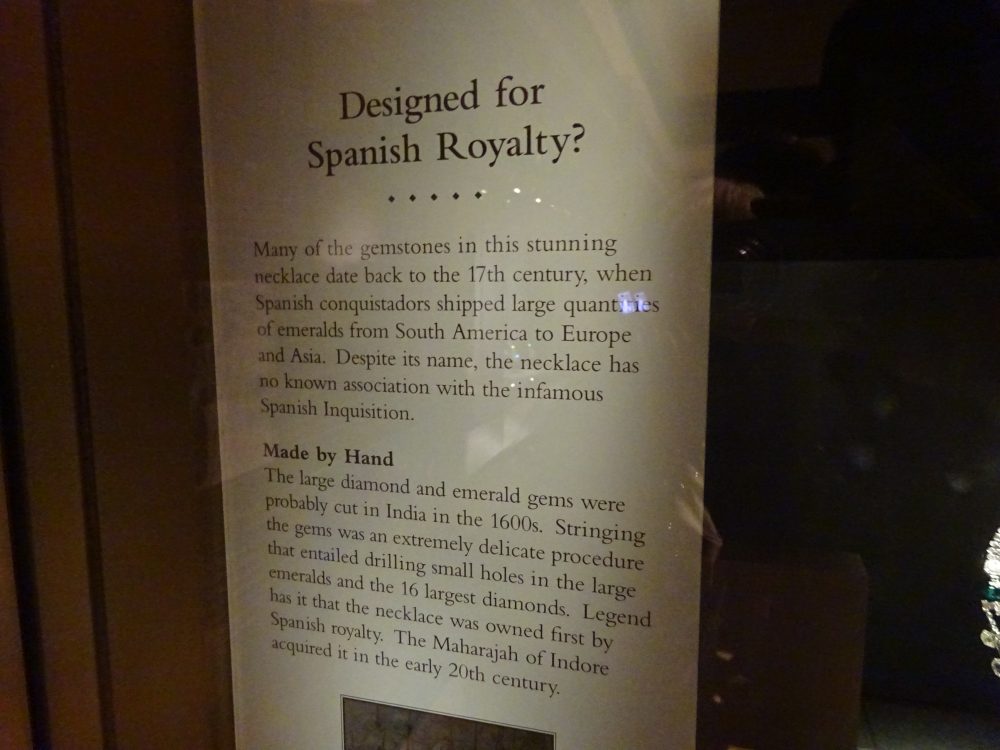 Designed for
Spanish Royalty?
Many of the gemstones in this stunning
necklace date back to the 17th century, when
Spanish conquistadors shipped large quantities
of emeralds from South America to Europe
and Asia. Despite its name, the necklace has
no known association with the infamous
Spanish Inquisition.
Made by Hand
The large diamond and emerald gems were
probably cut in India in the 1600s. Stringing
the gems was an extremely delicate procedure
that entailed drilling small holes in the large
emeralds and the 16 largest diamonds. Legend
has it that the necklace was owned first by
Spanish royalty. The Maharajah of Indore
acquired it in the early 20th century.